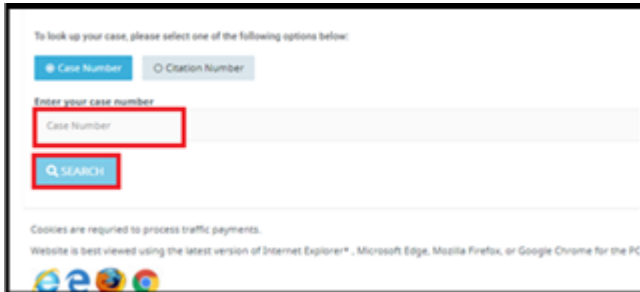 To look up your case, please select one of the following options below:
Case Number
Citation Number
Enter your case number
Case Number
SEARCH
Cookies are requried to process traffic payments.
Website is best viewed using the latest version of Internet Explorer® , Microsoft Edge, Mozilla Firefox, or Google Chrome for the PC